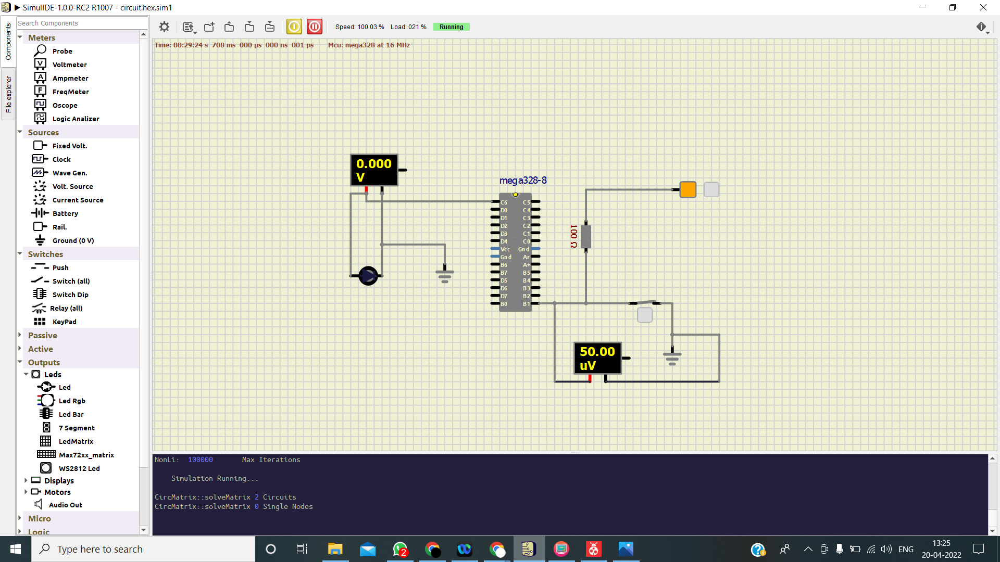 SimulIDE-1.0.0-RC2 R1007 - circuit.hex.sim1
Components
File explorer
Search Components
Meters
Probe
Voltmeter
Ampmeter
FreqMeter
Oscope
Logic Analizer
Sources
Fixed Volt.
Clock
Wave Gen.
Volt. Source
Current Source
Battery
Rail.
Ground (0 V)
Switches
Push
Switch (all)
Switch Dip
Relay (all)
KeyPad
Passive
Active
Outputs
Leds
Led
Led Rgb
Led Bar
7 Segment
LedMatrix
Max72xx_matrix
WS2812 Led
Displays
Motors
Audio Out
Micro
Logic
Speed: 100.03 % Load: 021 % Running
Time: 00:29:24 s 708 ms 000 µs 000 ns 001 ps Mcu: mega328 at 16 MHz
0.000
V
mega328-8
C6 C5
D0 C4
D1 C3
D2 C2
D3 C1
D4 C0
Vcc Gnd
Gnd Ar
B6 A+
B7 B5
D5 B4
D6 B3
D7 B2
B0 B1
100 Ω
50.00
uV
NonLi: 100000 Max Iterations
Simulation Running...
CircMatrix::solveMatrix 2 Circuits
CircMatrix::solveMatrix 0 Single Nodes
Type here to search
2
ENG
13:25
20-04-2022